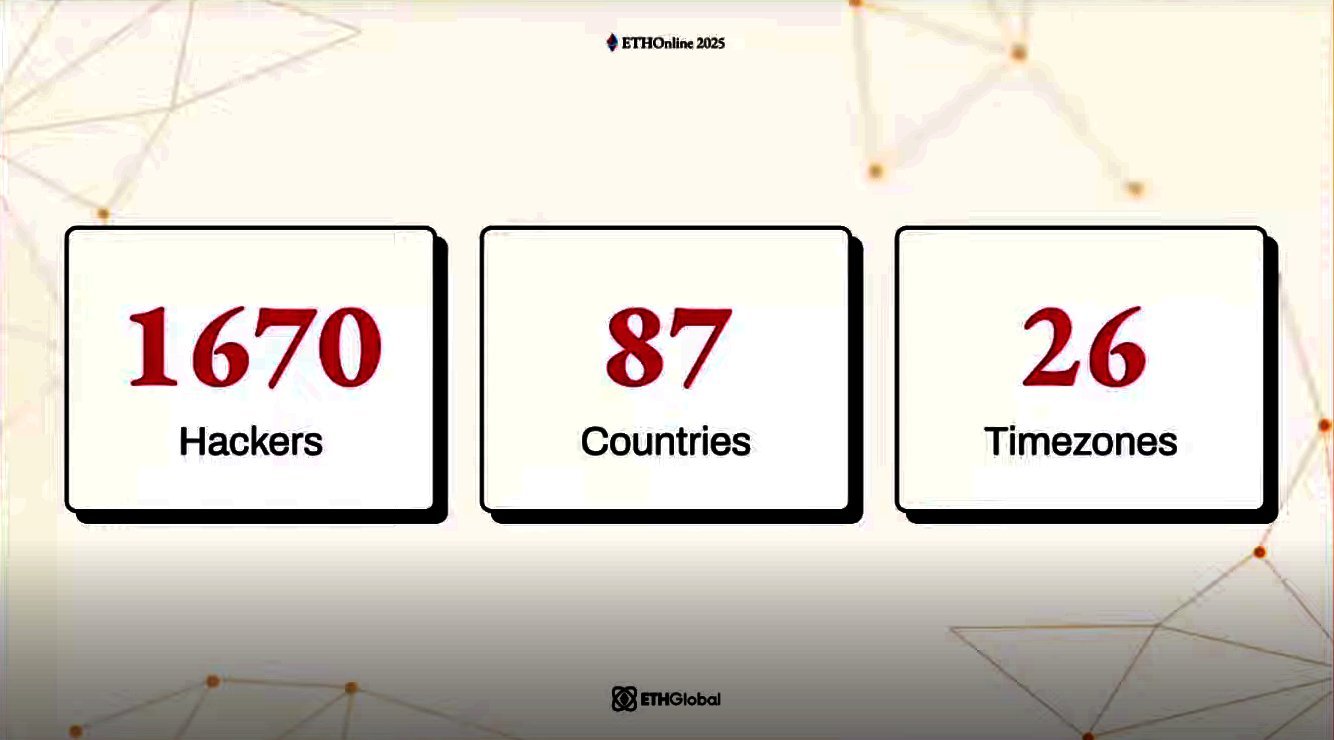 ETHOnline 2025
1670
Hackers
87
Countries
26
Timezones
ETHGlobal